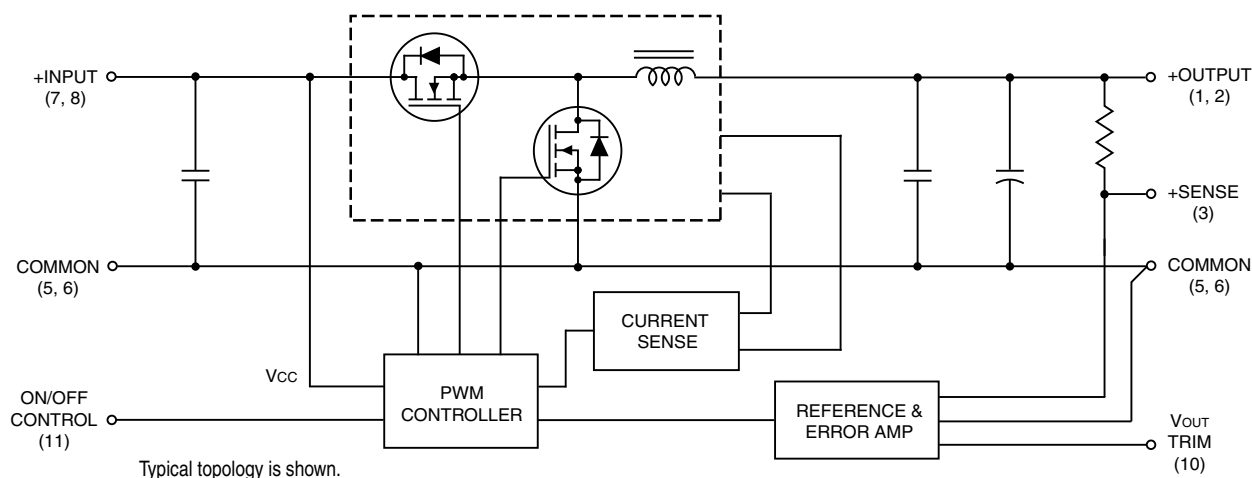 +INPUT
(7, 8)
+OUTPUT
(1, 2)
+SENSE
(3)
COMMON
(5, 6)
COMMON
(5, 6)
CURRENT
SENSE
VCC
PWM
CONTROLLER
ON/OFF
CONTROL
(11)
REFERENCE &
ERROR AMP
VOUT
TRIM
(10)
Typical topology is shown.